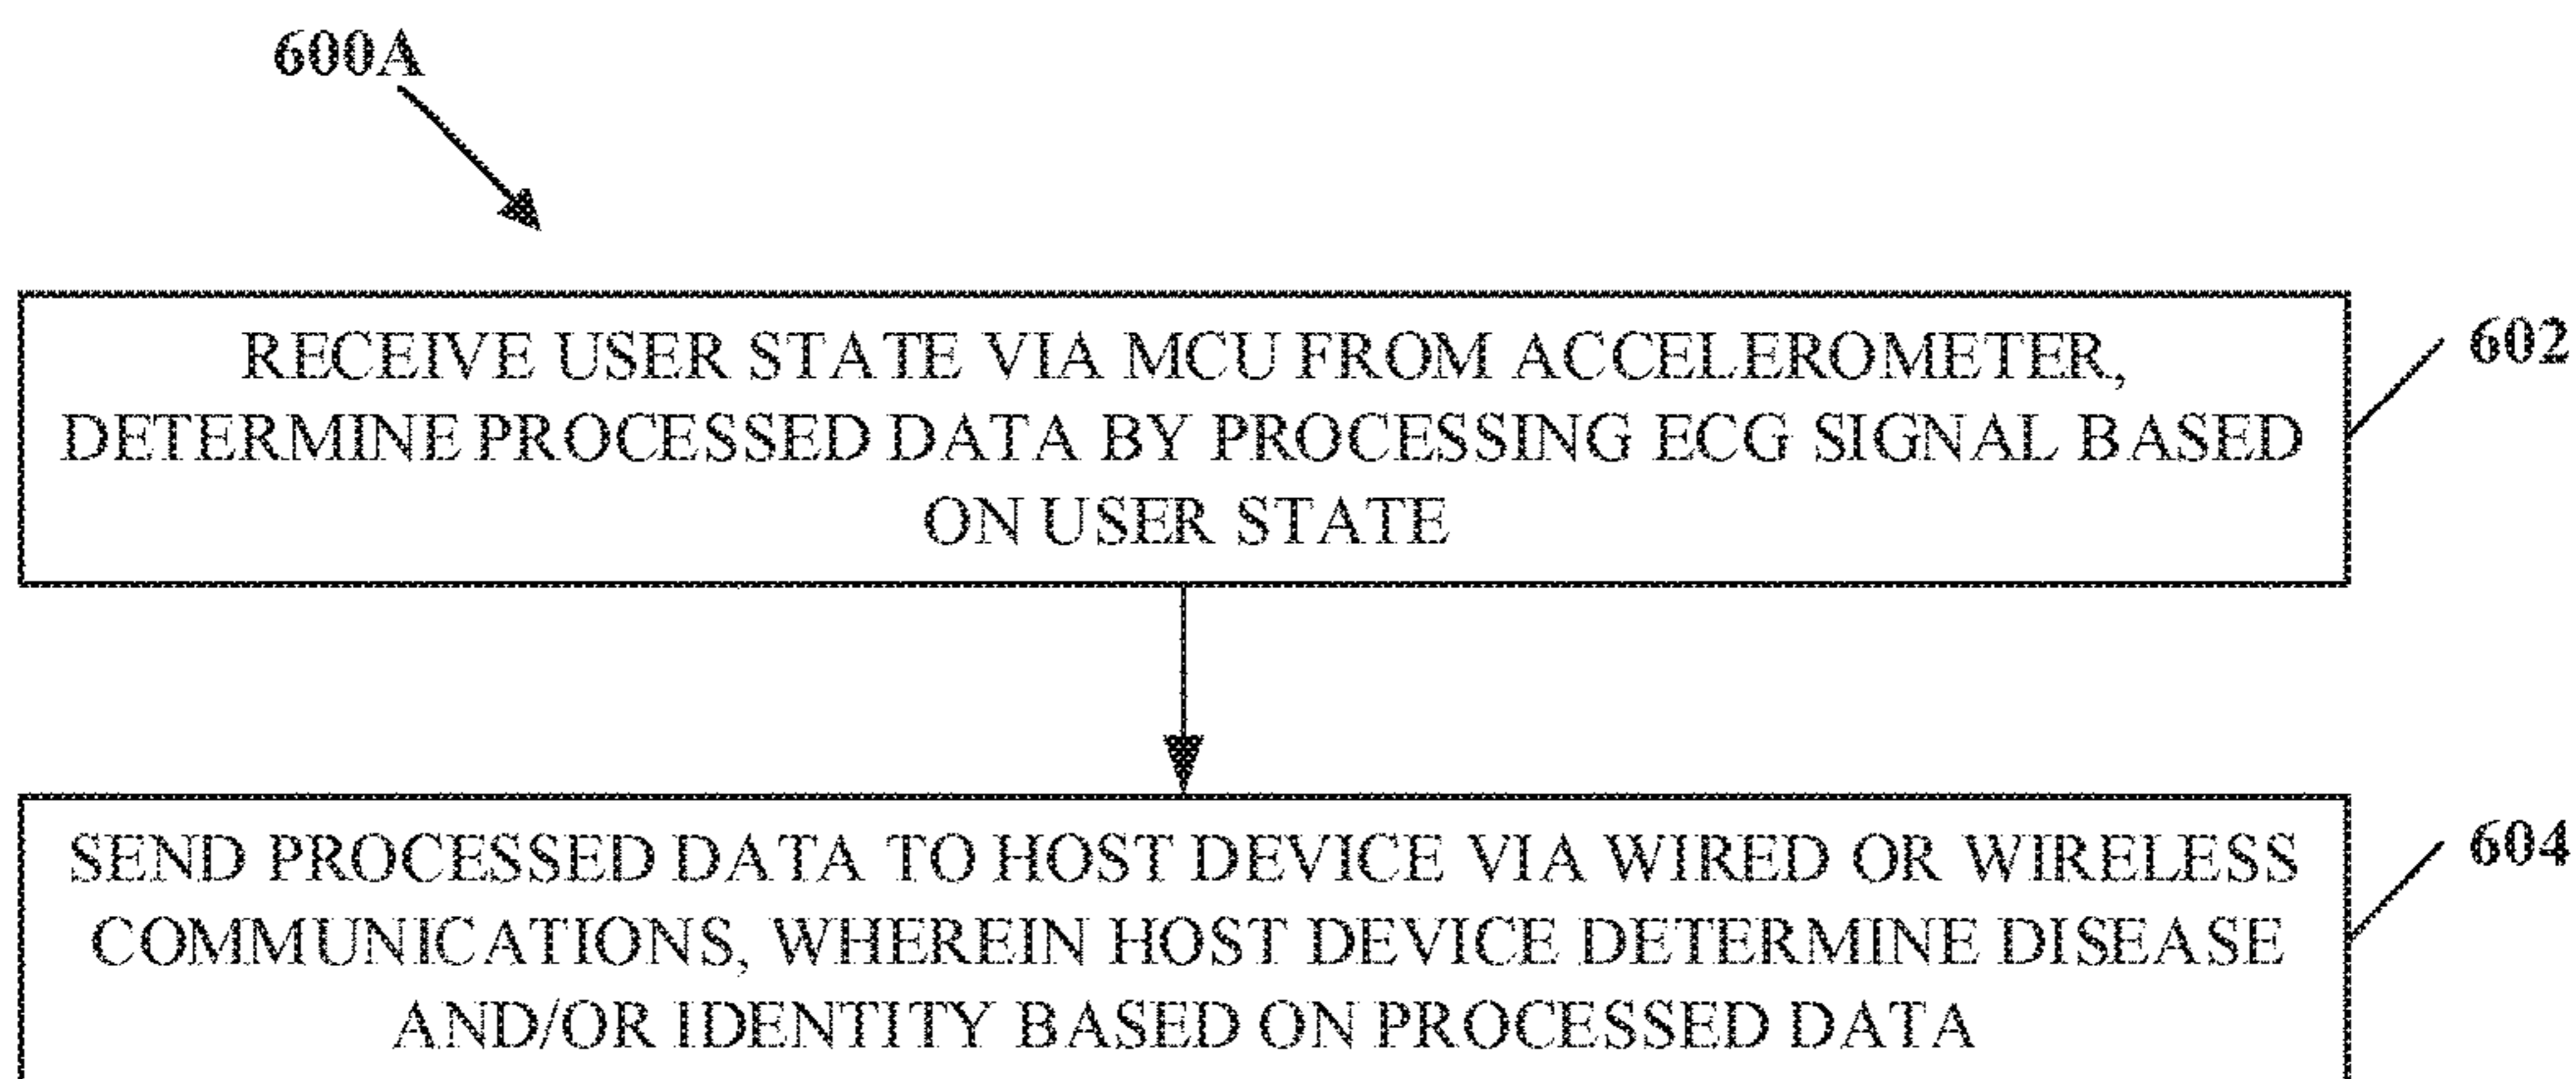 600A
RECEIVE USER STATE VIA MCU FROM ACCELEROMETER,
602
DETERMINE PROCESSED DATA BY PROCESSING ECG SIGNAL BASED
ON USER STATE
SEND PROCESSED DATA TO HOST DEVICE VIA WIRED OR WIRELESS
604
COMMUNICATIONS, WHEREIN HOST DEVICE DETERMINE DISEASE
AND/OR IDENTITY BASED ON PROCESSED DATA